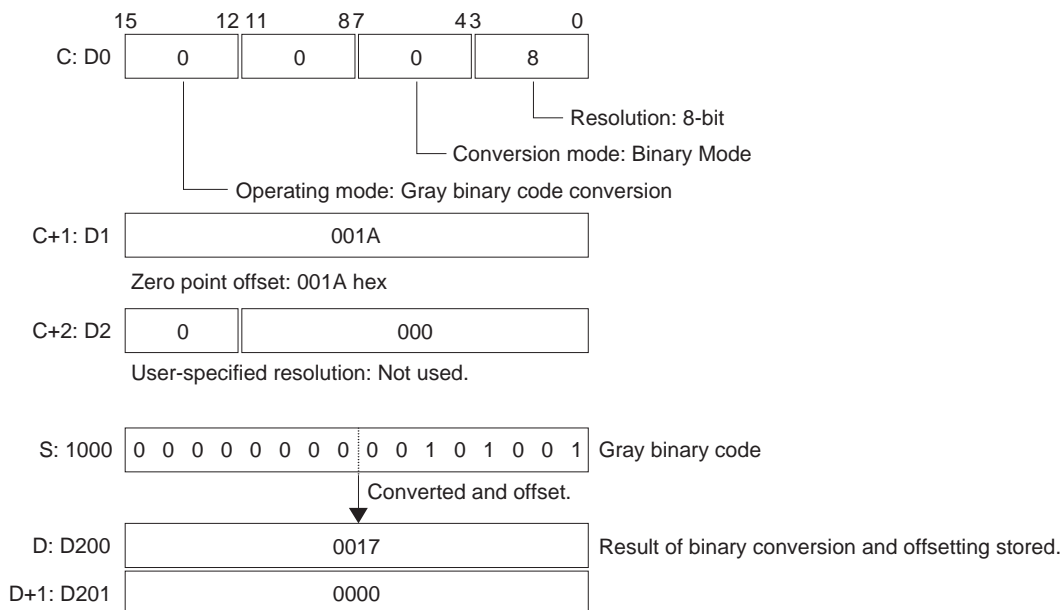 15 12 11 8 7 4 3 0
C: D0 0 0 0 8
Resolution: 8-bit
Conversion mode: Binary Mode
Operating mode: Gray binary code conversion
C+1: D1 001A
Zero point offset: 001A hex
C+2: D2 0 000
User-specified resolution: Not used.
S: 1000 0 0 0 0 0 0 0 0 0 0 1 0 1 0 0 1 Gray binary code
Converted and offset.
D: D200 0017 Result of binary conversion and offsetting stored.
D+1: D201 0000